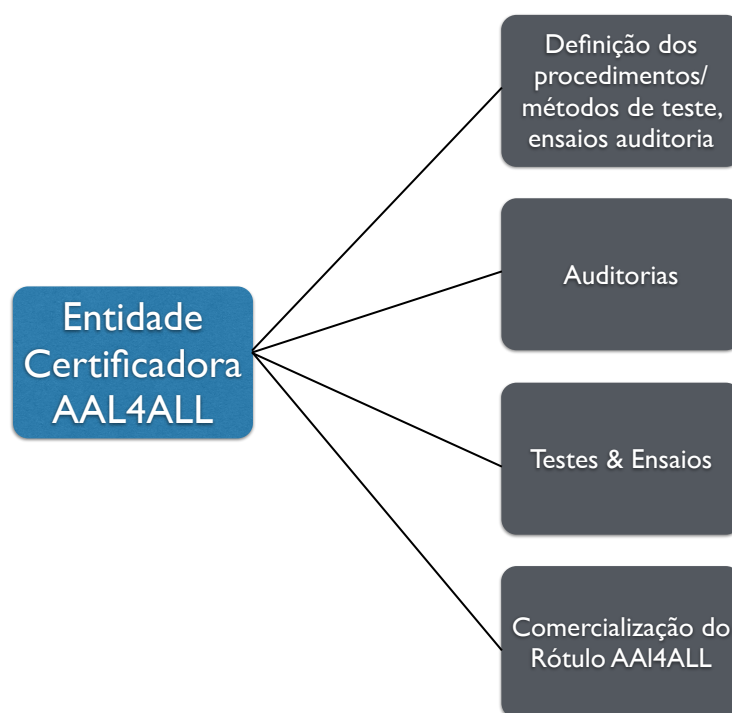 Definição dos
procedimentos/
métodos de teste,
ensaios auditoria
Auditorias
Entidade
Certificadora
AAL4ALL
Testes & Ensaios
Comercialização do
Rótulo AAl4ALL